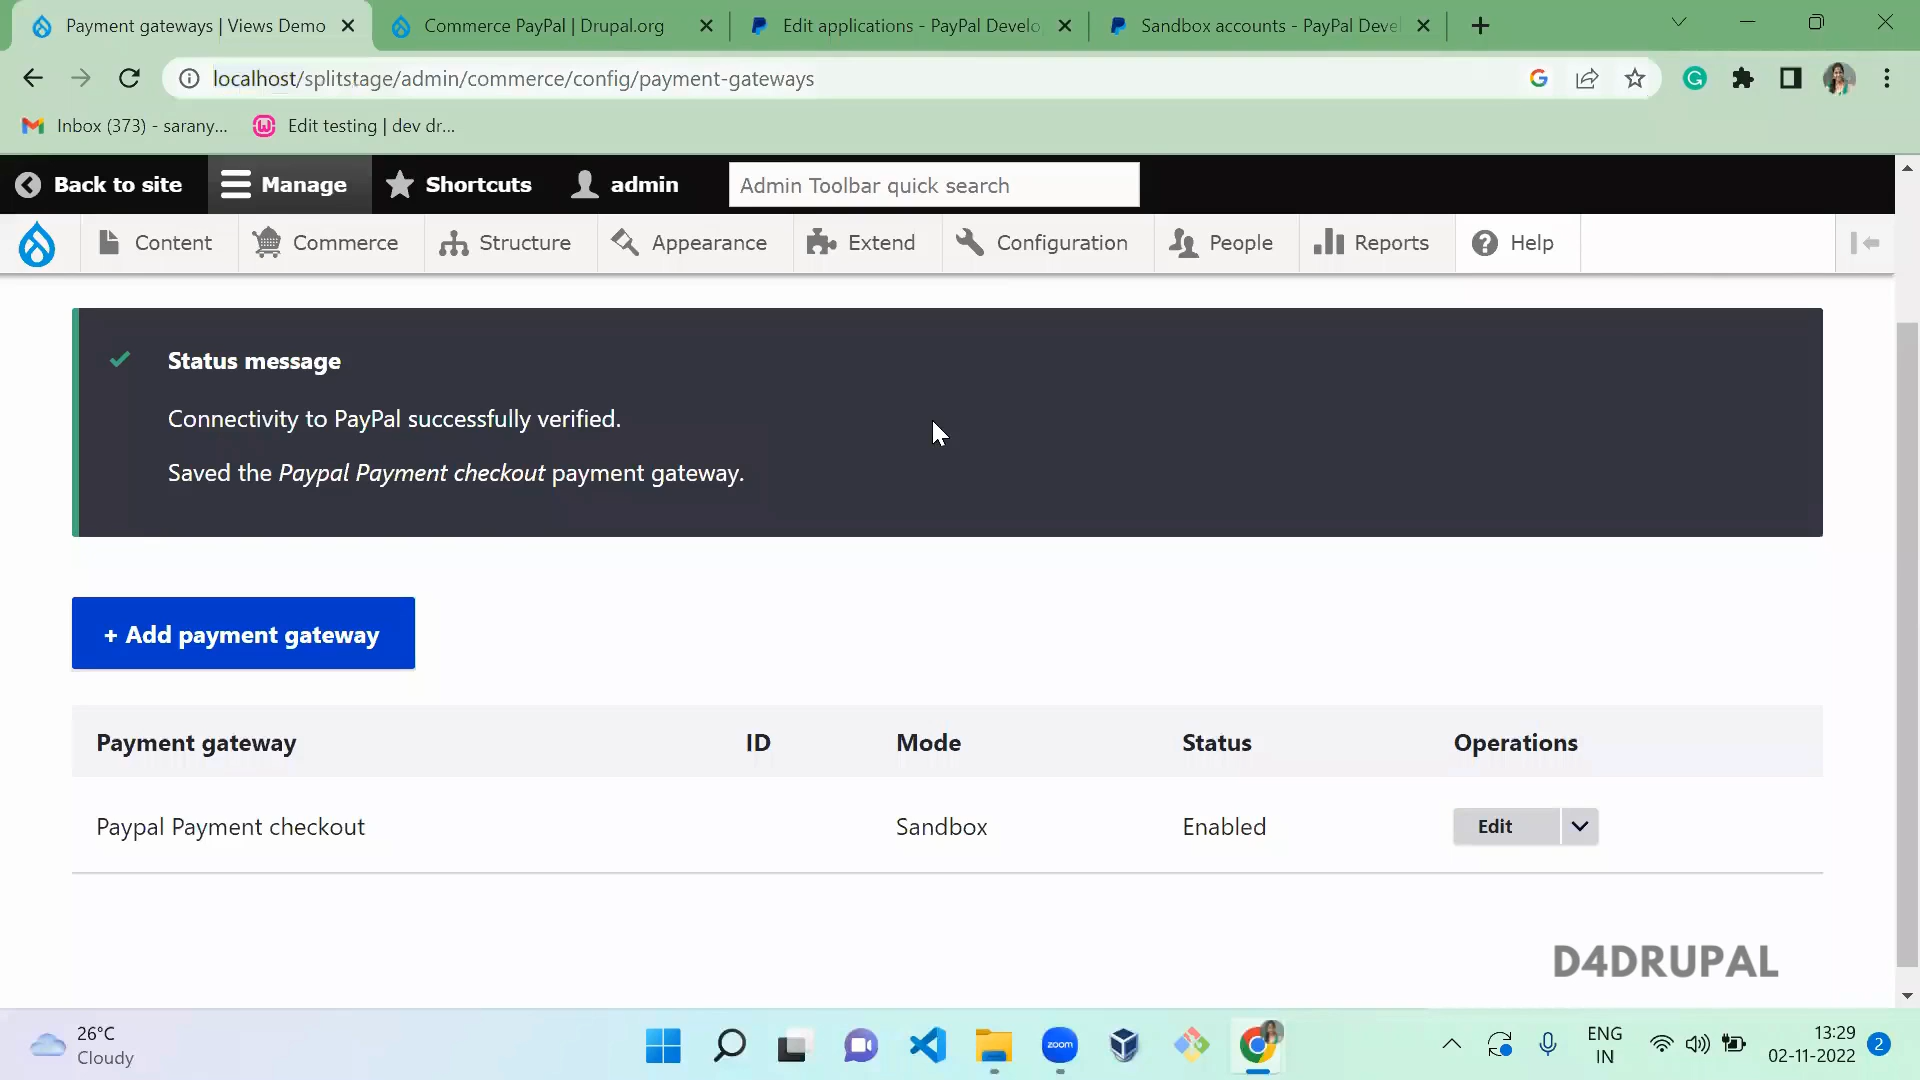 Payment gateways | Views Demo
Commerce PayPal | Drupal.org
Edit applications - PayPal Develo
Sandbox accounts - PayPal Deve
localhost/splitstage/admin/commerce/config/payment-gateways
Inbox (373) - sarany...
Edit testing | dev dr...
Back to site
Manage
Shortcuts
admin
Admin Toolbar quick search
Content
Commerce
Structure
Appearance
Extend
Configuration
People
Reports
Help
Status message
Connectivity to PayPal successfully verified.
Saved the Paypal Payment checkout payment gateway.
+ Add payment gateway
Payment gateway ID Mode Status Operations
Paypal Payment checkout Sandbox Enabled Edit
D4DRUPAL
26°C
Cloudy
zoom
ENG
IN
13:29
02-11-2022
2